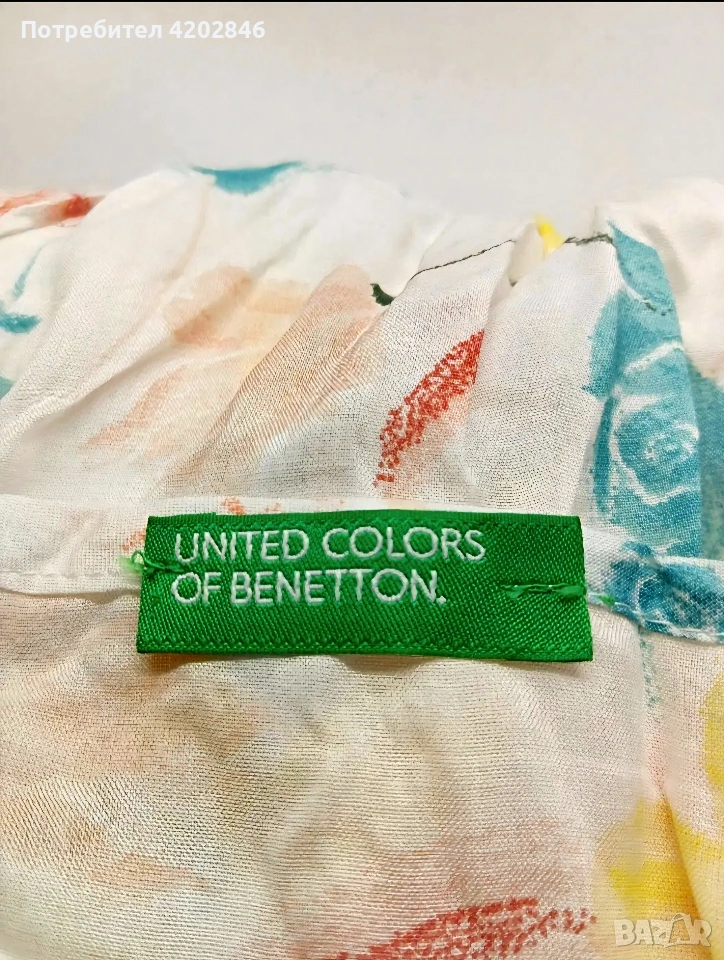 Потребител 4202846
UNITED COLORS
OF BENETTON.
BAZAR